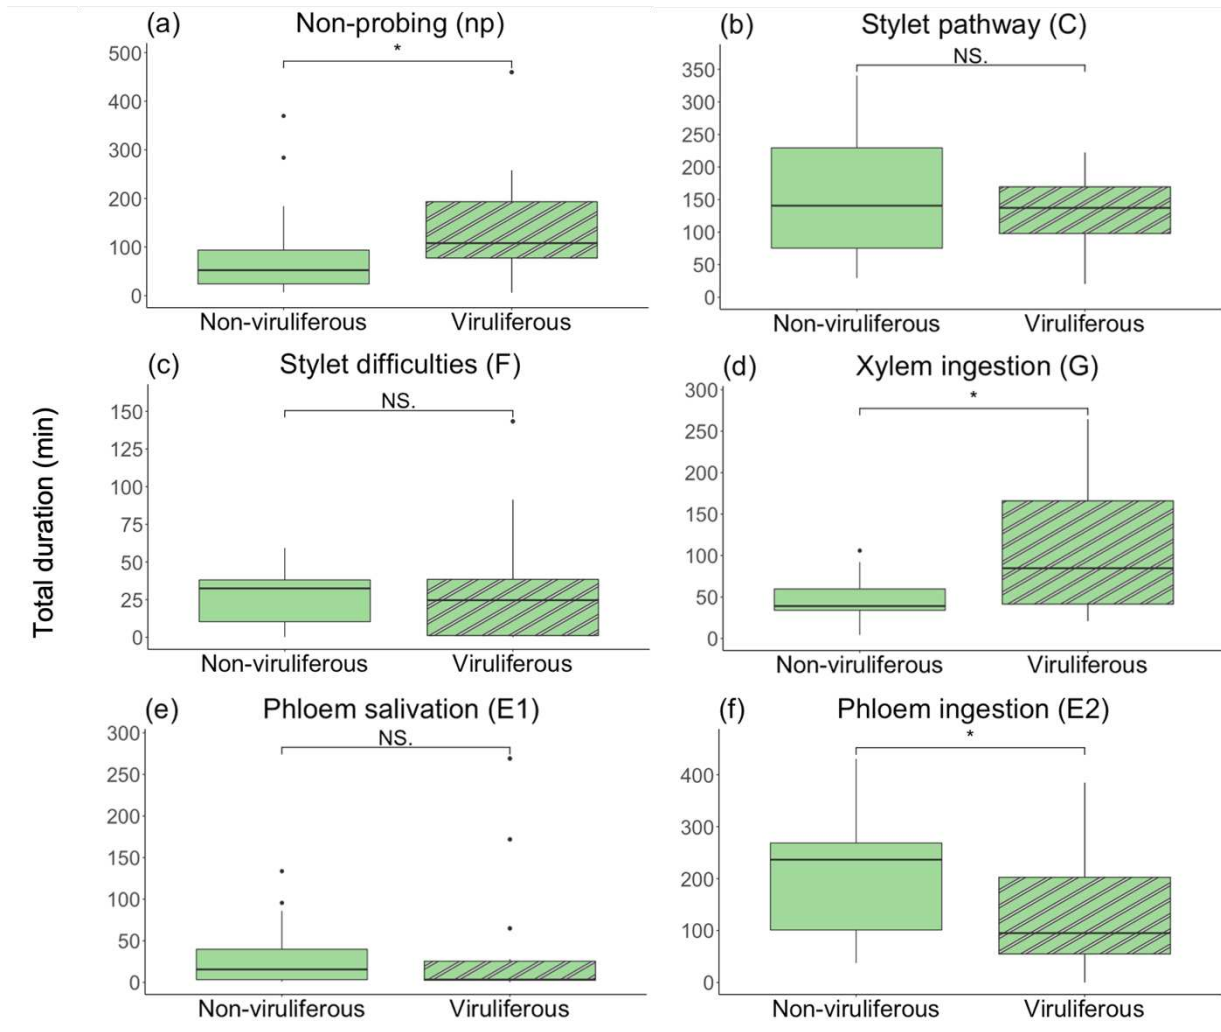 Total duration (min)
(a) Non-probing (np)
500
400
300
200
100
0
*
Non-viruliferous Viruliferous
(b) Stylet pathway (C)
350
300
250
200
150
100
50
0
NS.
Non-viruliferous Viruliferous
(c) Stylet difficulties (F)
150
125
100
75
50
25
0
NS.
Non-viruliferous Viruliferous
(d) Xylem ingestion (G)
300
250
200
150
100
50
0
*
Non-viruliferous Viruliferous
(e) Phloem salivation (E1)
300
250
200
150
100
50
0
NS.
Non-viruliferous Viruliferous
(f) Phloem ingestion (E2)
400
300
200
100
0
*
Non-viruliferous Viruliferous